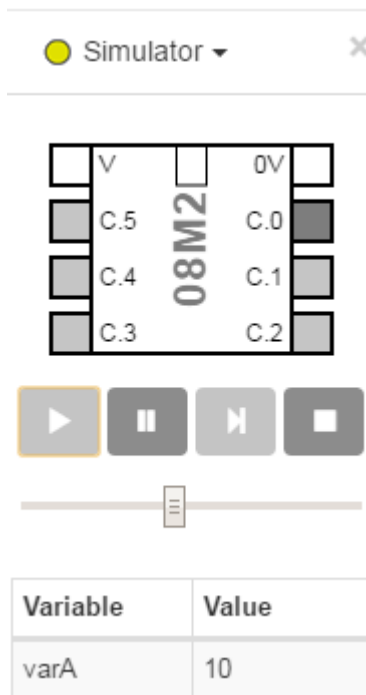 Simulator
V 0V
C.5 C.0
C.4 C.1
C.3 C.2
08M2
Variable Value
varA 10